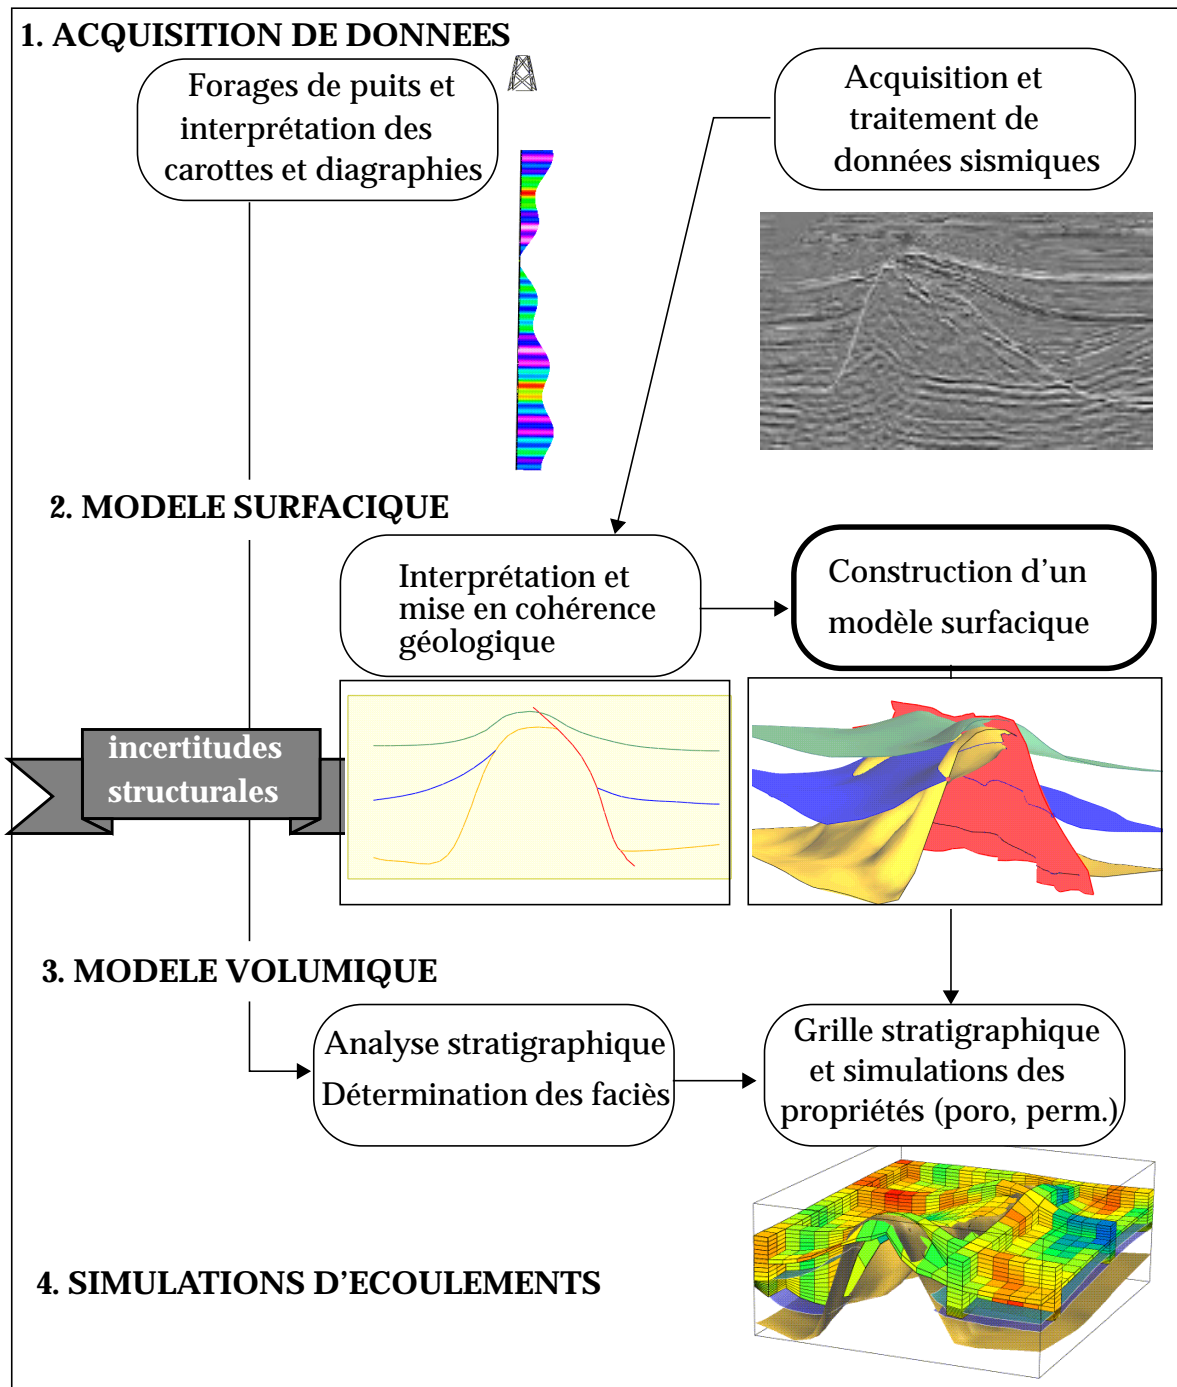 1. ACQUISITION DE DONNEES
Forages de puits et
interprétation des
carottes et diagraphies
Acquisition et
traitement de
données sismiques
2. MODELE SURFACIQUE
Interprétation et
mise en cohérence
géologique
Construction d’un
modèle surfacique
incertitudes
structurales
3. MODELE VOLUMIQUE
Analyse stratigraphique
Détermination des faciès
Grille stratigraphique
et simulations des
propriétés (poro, perm.)
4. SIMULATIONS D’ECOULEMENTS